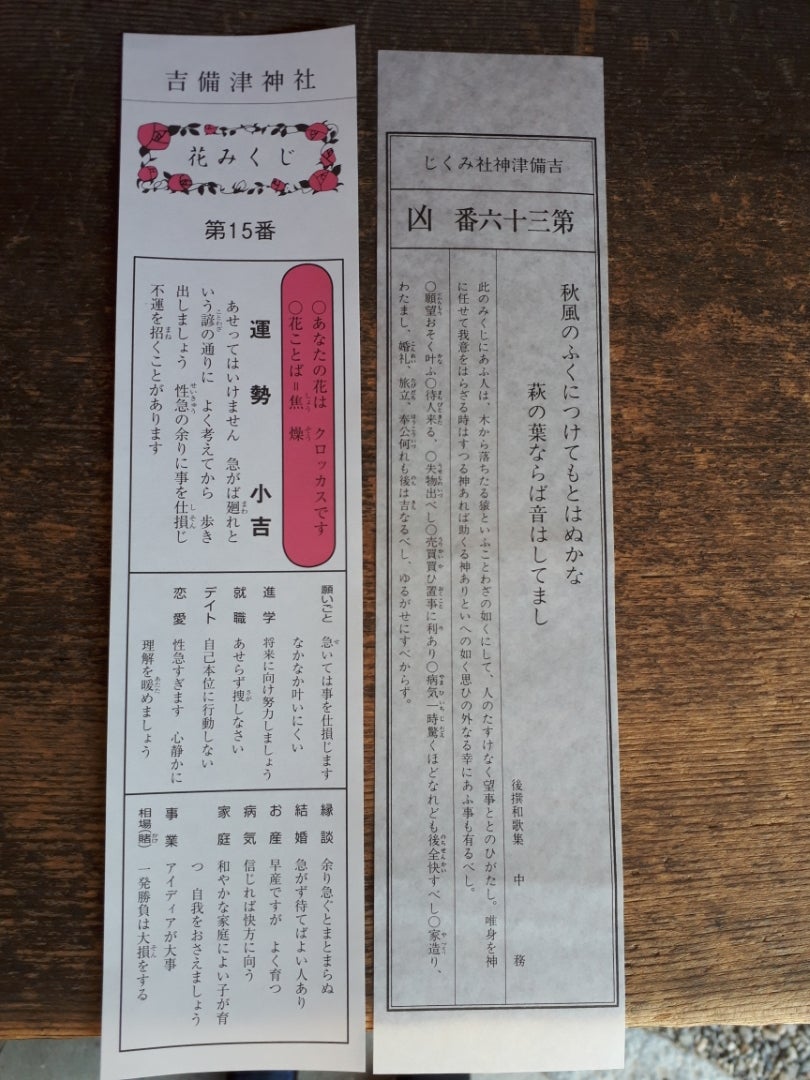 吉備津神社
花みくじ
第15番
○あなたの花は クロッカスです
○花ことば=焦燥
運勢 小吉
あせってはいけません 急がば廻れと
いう諺の通りに よく考えてから 歩き
出しましょう 性急の余りに事を仕損じ
不運を招くことがあります
願いごと 急いては事を仕損じます
なかなか叶いにくい
進学 将来に向け努力しましょう
就職 あせらず捜しなさい
デイト 自己本位に行動しない
恋愛 性急すぎます 心静かに
理解を暖めましょう
縁談 余り急ぐとまとまらぬ
結婚 急がず待てばよい人あり
お産 早産ですが よく育つ
病気 信じれば快方に向う
家庭 和やかな家庭によい子が育
つ 自我をおさえましょう
事業 アイディアが大事
相場(賭) 一発勝負は大損をする
吉備津神社みくじ
第三十六番 凶
秋風のふくにつけてもとはぬかな
萩の葉ならば音はしてまし
後撰和歌集 中務
此のみくじにあふ人は、木から落ちたる猿といふことわざの如くにして、人のたすけなく望事ととのひがたし。唯身を神
に任せて我意をはらざる時はすつる神あれば助くる神ありといへの如く思ひの外なる幸にあふ事も有るべし。
○願望おそく叶ふ○待人来る、○失物出べし○売買買ひ置事に利あり○病気一時驚くほどなれども後全快すべし○家造り、
わたまし、婚礼、旅立、奉公何れも後は吉なるべし、ゆるがせにすべからず。